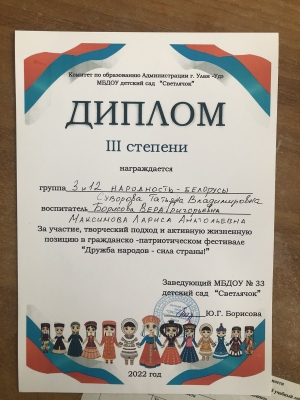 Комитет по образованию Администрации г. Улан - Удэ
МБДОУ детский сад "Светлячок"
ДИПЛОМ
III степени
награждается
группа 3 и 12 НАРОДНОСТЬ - БЕЛОРУСЫ
Суворова Татьяна Владимировна
воспитатель Борисова Вера Григорьевна
Максимова Лариса Анатольевна
За участие, творческий подход и активную жизненную
позицию в гражданско -патриотическом фестивале
"Дружба народов - сила страны!"
Заведующий МБДОУ № 33
детский сад "Светлячок"
Ю.Г. Борисова
2022 год